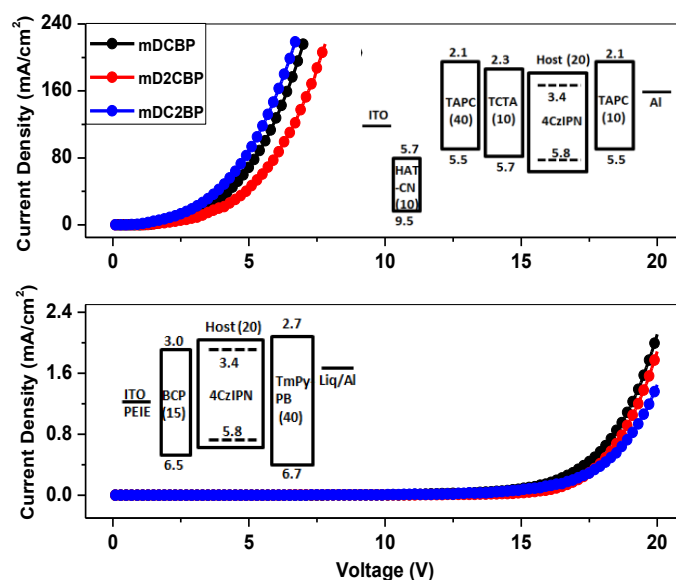 240
160
80
0
Current Density (mA/cm²)
mDCBP
mD2CBP
mDC2BP
ITO
5.7
HAT
-CN
(10)
9.5
2.1
TAPC
(40)
5.5
2.3
TCTA
(10)
5.7
Host (20)
3.4
4CzIPN
5.8
2.1
TAPC
(10)
5.5
Al
0 5 10 15 20
2.4
1.6
0.8
0.0
Current Density (mA/cm²)
ITO
PEIE
3.0
BCP
(15)
6.5
Host (20)
3.4
4CzIPN
5.8
2.7
TmPy
PB
(40)
6.7
Liq/Al
0 5 10 15 20
Voltage (V)